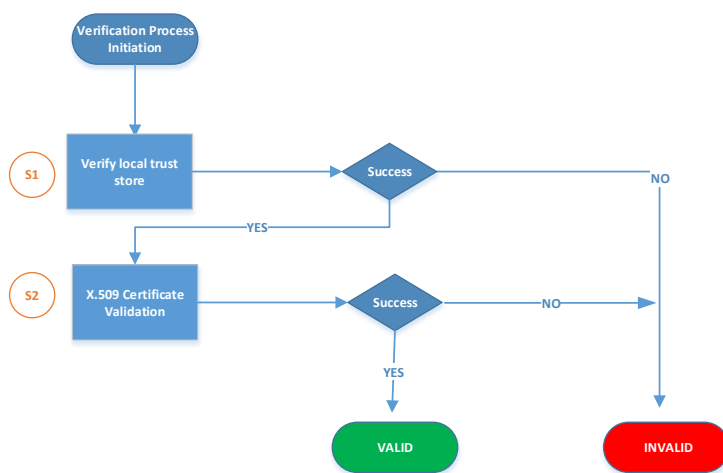 Verification Process
Initiation
S1
Verify local trust
store
Success
NO
YES
S2
X.509 Certificate
Validation
Success
NO
YES
VALID
INVALID